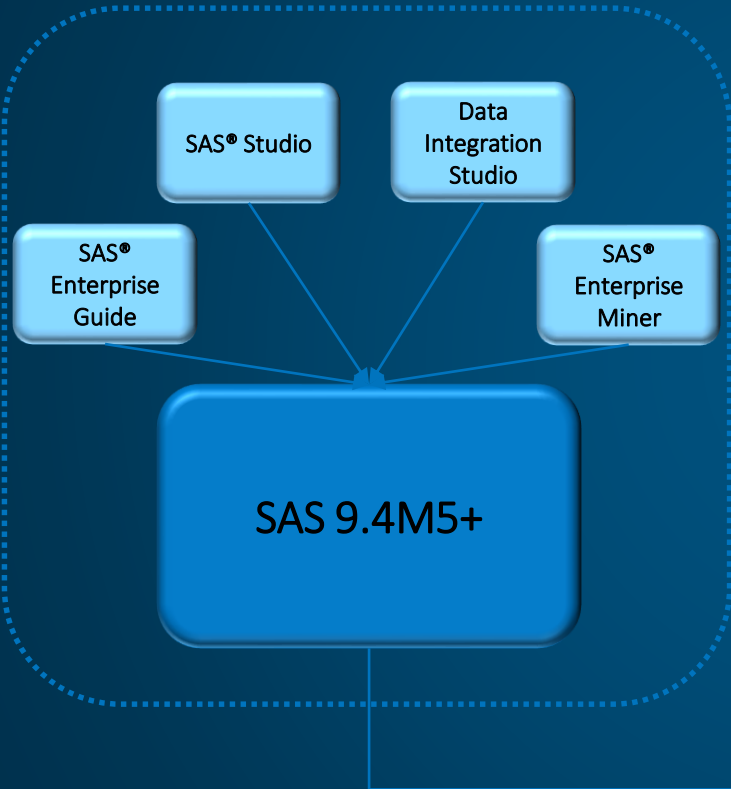 SAS® Studio
Data
Integration
Studio
SAS®
Enterprise
Guide
SAS®
Enterprise
Miner
SAS 9.4M5+